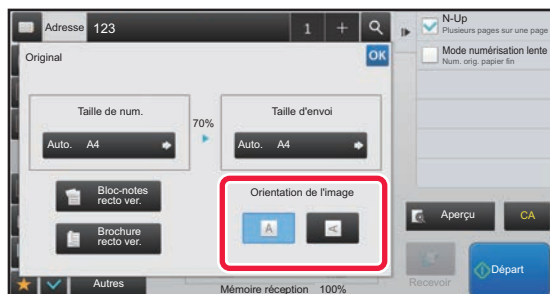 Adresse 123 1 + N-Up
Plusieurs pages sur une page
Mode numérisation lente
Num. orig. papier fin
Original OK
Taille de num.
70%
Taille d'envoi
Auto. A4
Auto. A4
Bloc-notes
recto ver.
Brochure
recto ver.
Orientation de l'image
A
A
Aperçu CA
Autres
Mémoire réception 100%
Recevoir
Départ